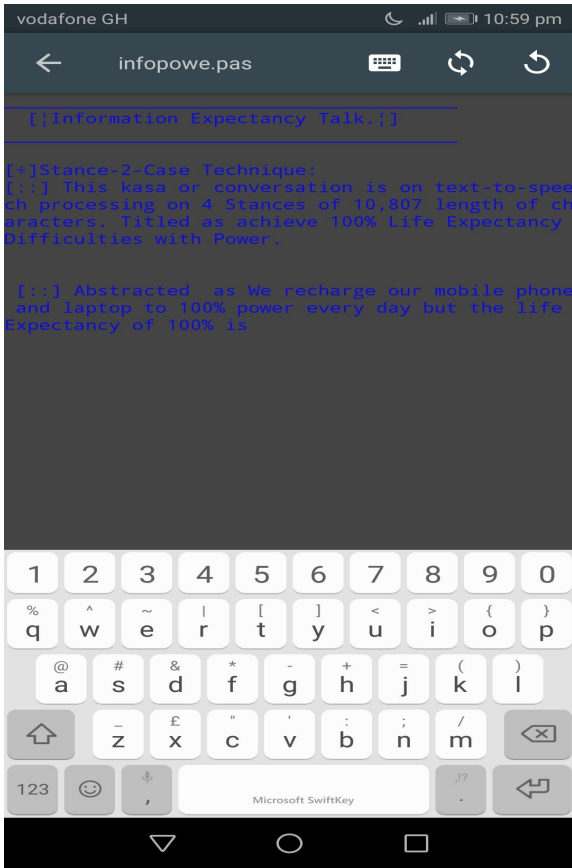 vodafone GH 10:59 pm
infopowe.pas
[¦Information Expectancy Talk.¦]
[÷]Stance-2-Case Technique:
[::] This kasa or conversation is on text-to-spee
ch processing on 4 Stances of 10,807 length of ch
aracters. Titled as achieve 100% Life Expectancy
Difficulties with Power.
[::] Abstracted  as We recharge our mobile phone
and laptop to 100% power every day but the life
Expectancy of 100% is
1 2 3 4 5 6 7 8 9 0
% ^ ~ | [ ] < > { }
q w e r t y u i o p
@ # & * - + = ( )
a s d f g h j k l
_ £ " ' : ; /
z x c v b n m
123 , Microsoft SwiftKey ,!? .